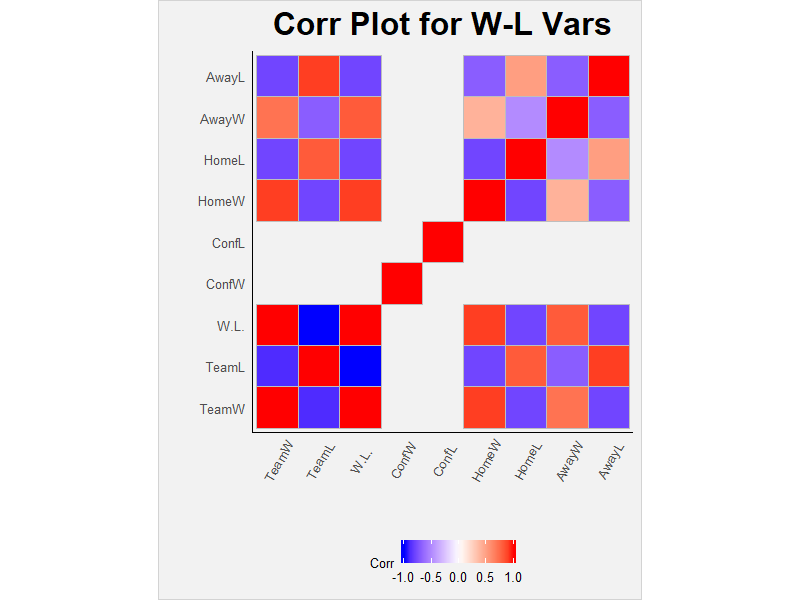 Corr Plot for W-L Vars
AwayL
AwayW
HomeL
HomeW
ConfL
ConfW
W.L.
TeamL
TeamW
TeamW TeamL W.L. ConfW ConfL HomeW HomeL AwayW AwayL
Corr
-1.0 -0.5 0.0 0.5 1.0